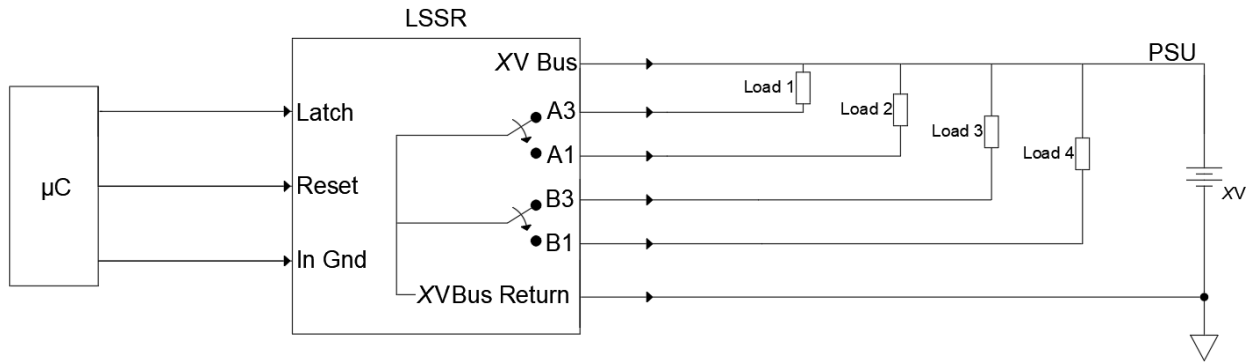 LSSR
XV Bus
PSU
Load 1
Load 2
A3
Latch
Load 3
A1
Load 4
µC
Reset
B3
XV
B1
In Gnd
XVBus Return